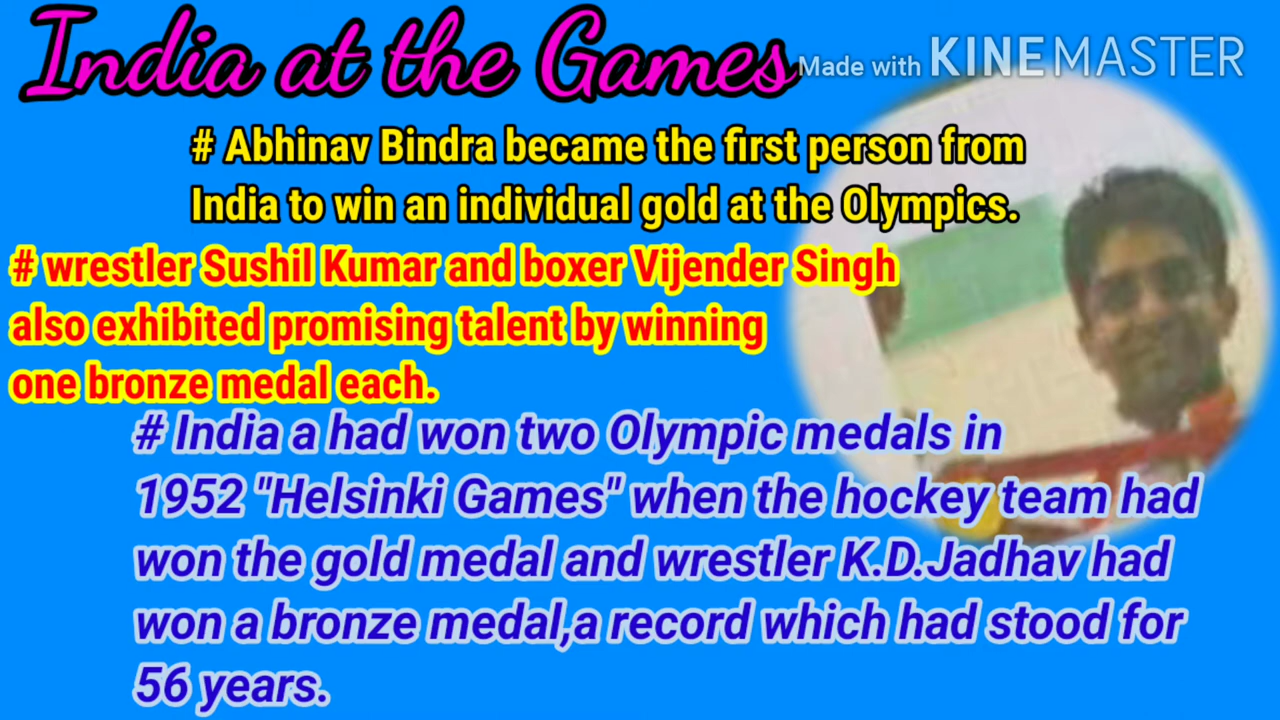 India at the Games
Made with KINEMASTER
# Abhinav Bindra became the first person from
India to win an individual gold at the Olympics.
# wrestler Sushil Kumar and boxer Vijender Singh
also exhibited promising talent by winning
one bronze medal each.
# India a had won two Olympic medals in
1952 "Helsinki Games" when the hockey team had
won the gold medal and wrestler K.D.Jadhav had
won a bronze medal,a record which had stood for
56 years.